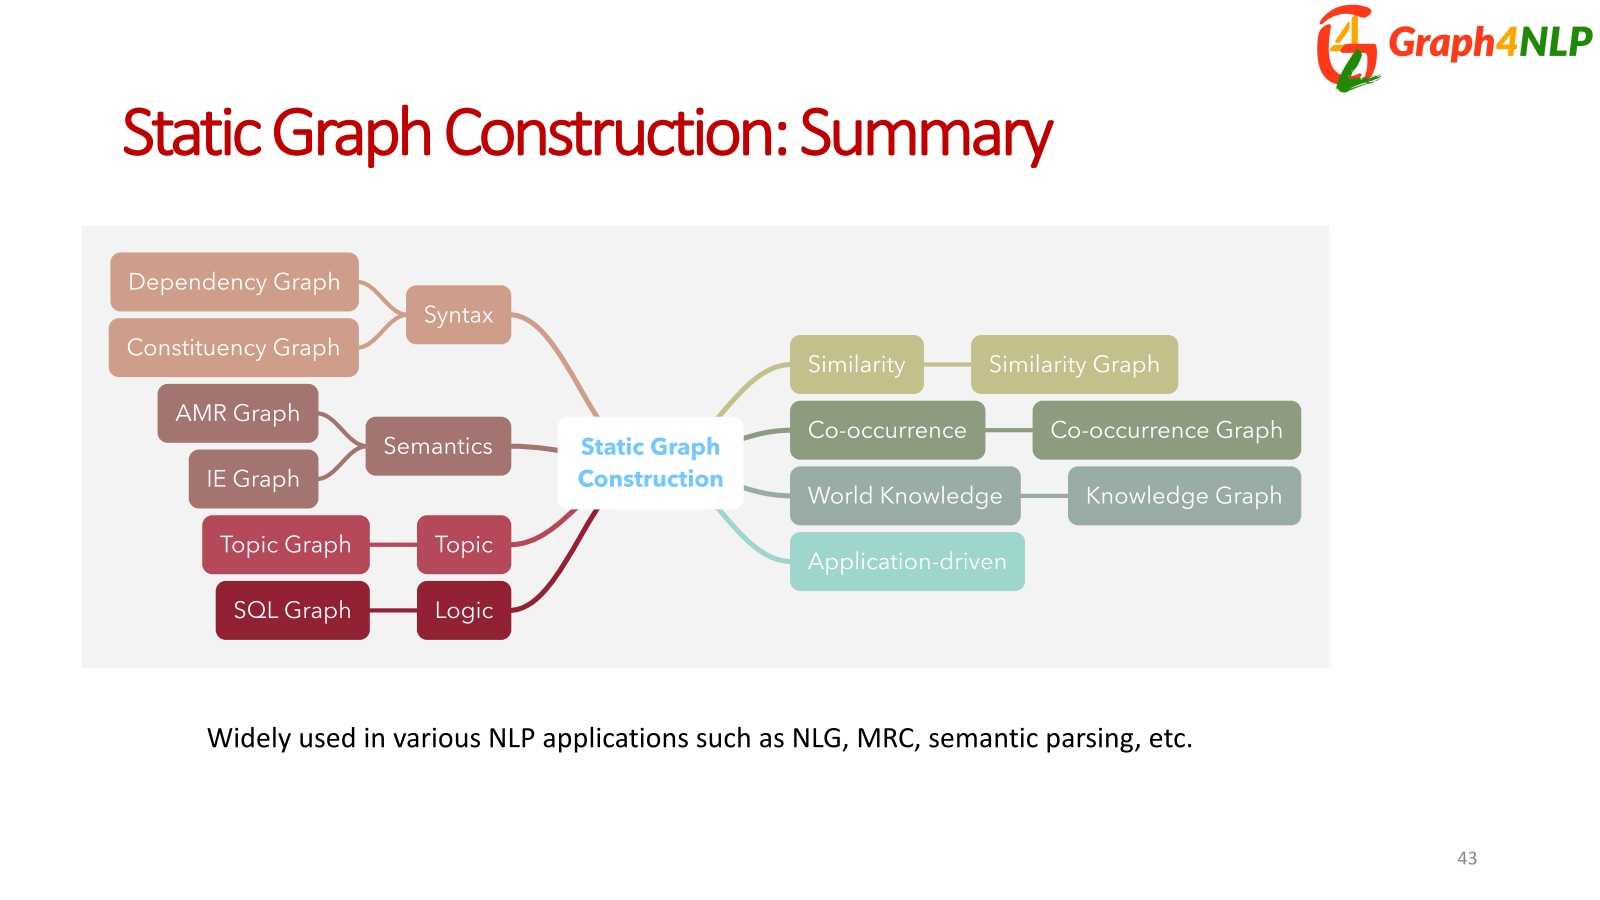 Graph4NLP
Static Graph Construction: Summary
Dependency Graph
Constituency Graph
Syntax
AMR Graph
IE Graph
Semantics
Topic Graph
Topic
SQL Graph
Logic
Static Graph
Construction
Similarity
Similarity Graph
Co-occurrence
Co-occurrence Graph
World Knowledge
Knowledge Graph
Application-driven
Widely used in various NLP applications such as NLG, MRC, semantic parsing, etc.
43